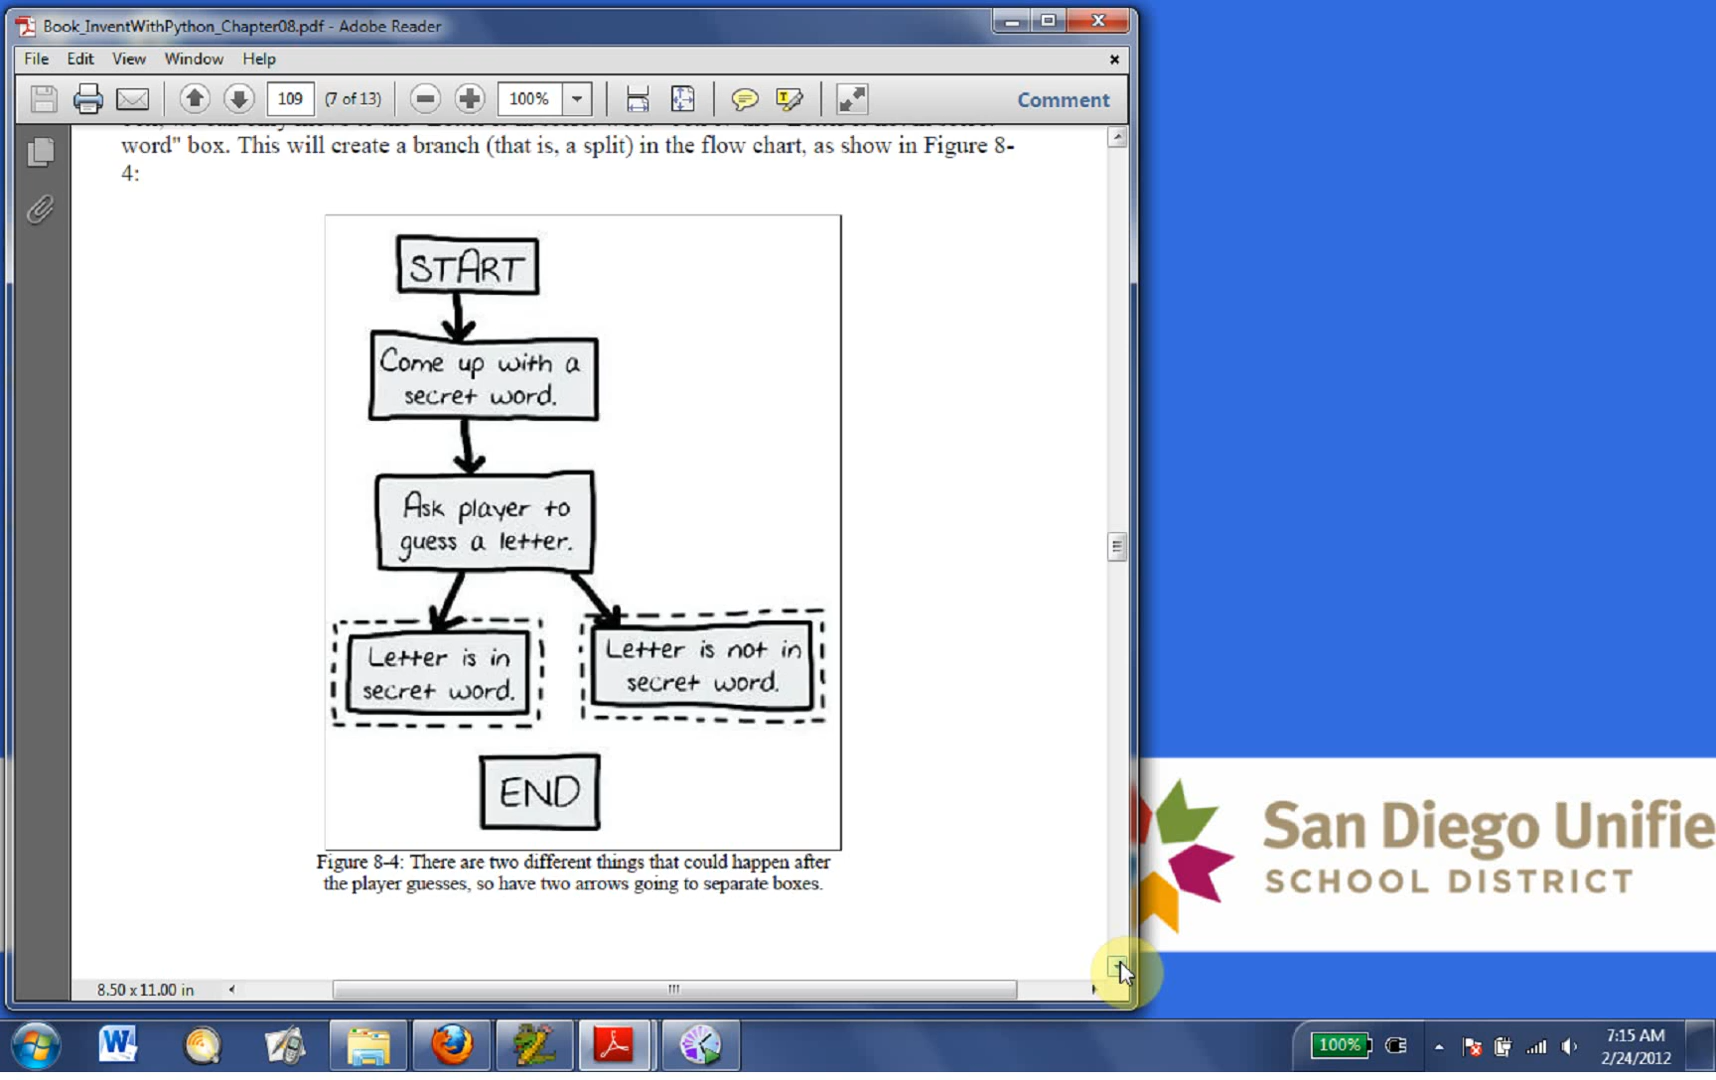 Book_InventWithPython_Chapter08.pdf - Adobe Reader
File Edit View Window Help
109 (7 of 13) 100% Comment
word" box. This will create a branch (that is, a split) in the flow chart, as show in Figure 8-
4:
START
Come up with a
secret word.
Ask player to
guess a letter.
Letter is in
secret word.
Letter is not in
secret word.
END
Figure 8-4: There are two different things that could happen after
the player guesses, so have two arrows going to separate boxes.
San Diego Unifie
SCHOOL DISTRICT
8.50 x 11.00 in
100%
7:15 AM
2/24/2012